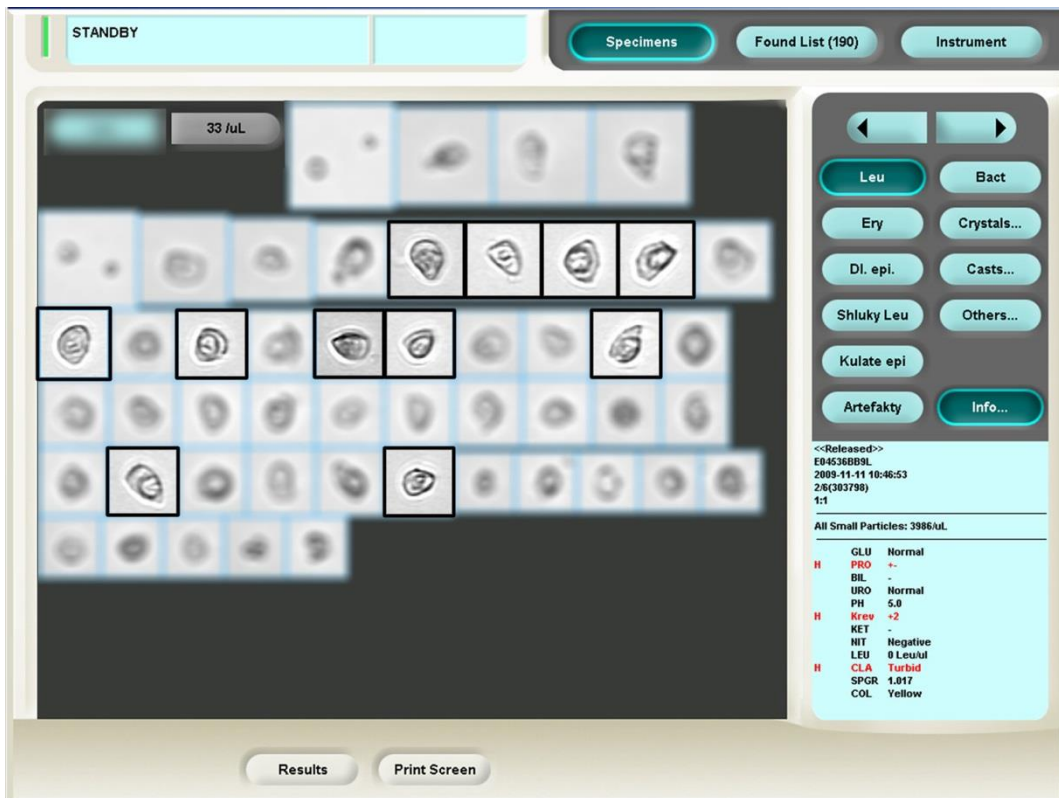 STANDBY
Specimens
Found List (190)
Instrument
33 /uL
Leu
Bact
Ery
Crystals...
Dl. epi.
Casts...
Shluky Leu
Others...
Kulate epi
Artefakty
Info...
<<Released>>
E04536BB9L
2009-11-11 10:46:53
2/6(303798)
1:1
All Small Particles: 3986/uL
GLU Normal
H PRO +-
BIL -
URO Normal
PH 5.0
H Krev +2
KET -
NIT Negative
LEU 0 Leu/ul
H CLA Turbid
SPGR 1.017
COL Yellow
Results
Print Screen